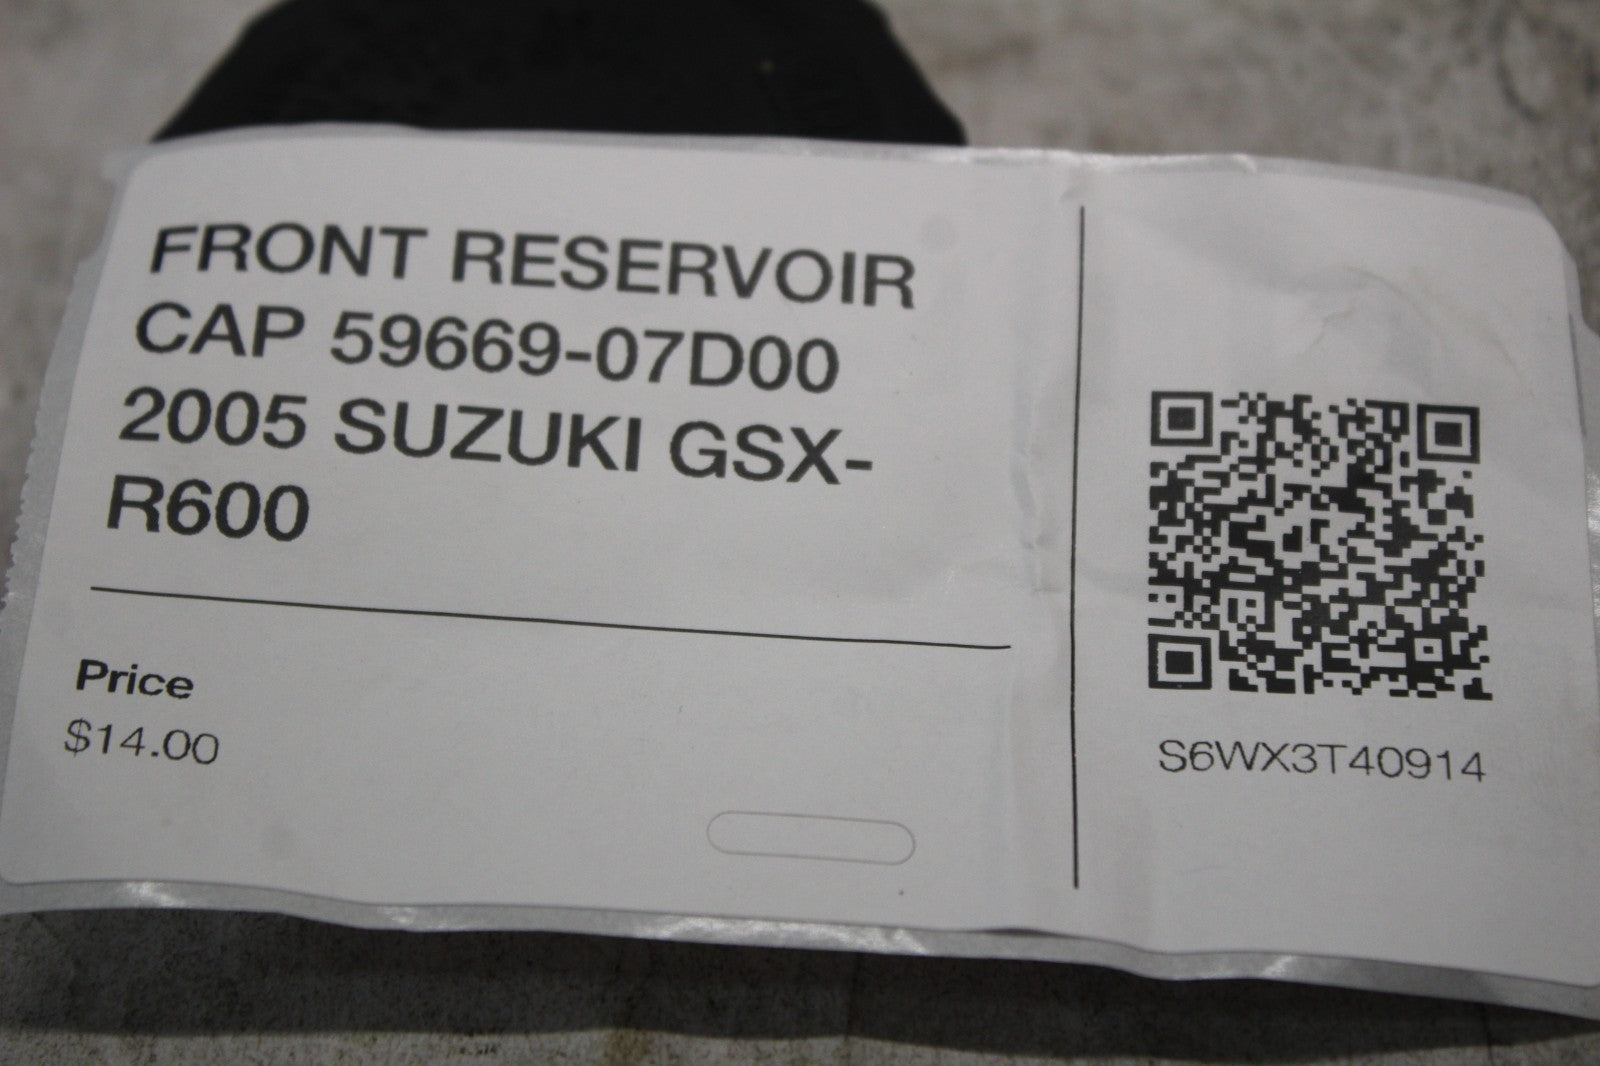 FRONT RESERVOIR
CAP 59669-07D00
2005 SUZUKI GSX-
R600
Price
$14.00
S6WX3T40914